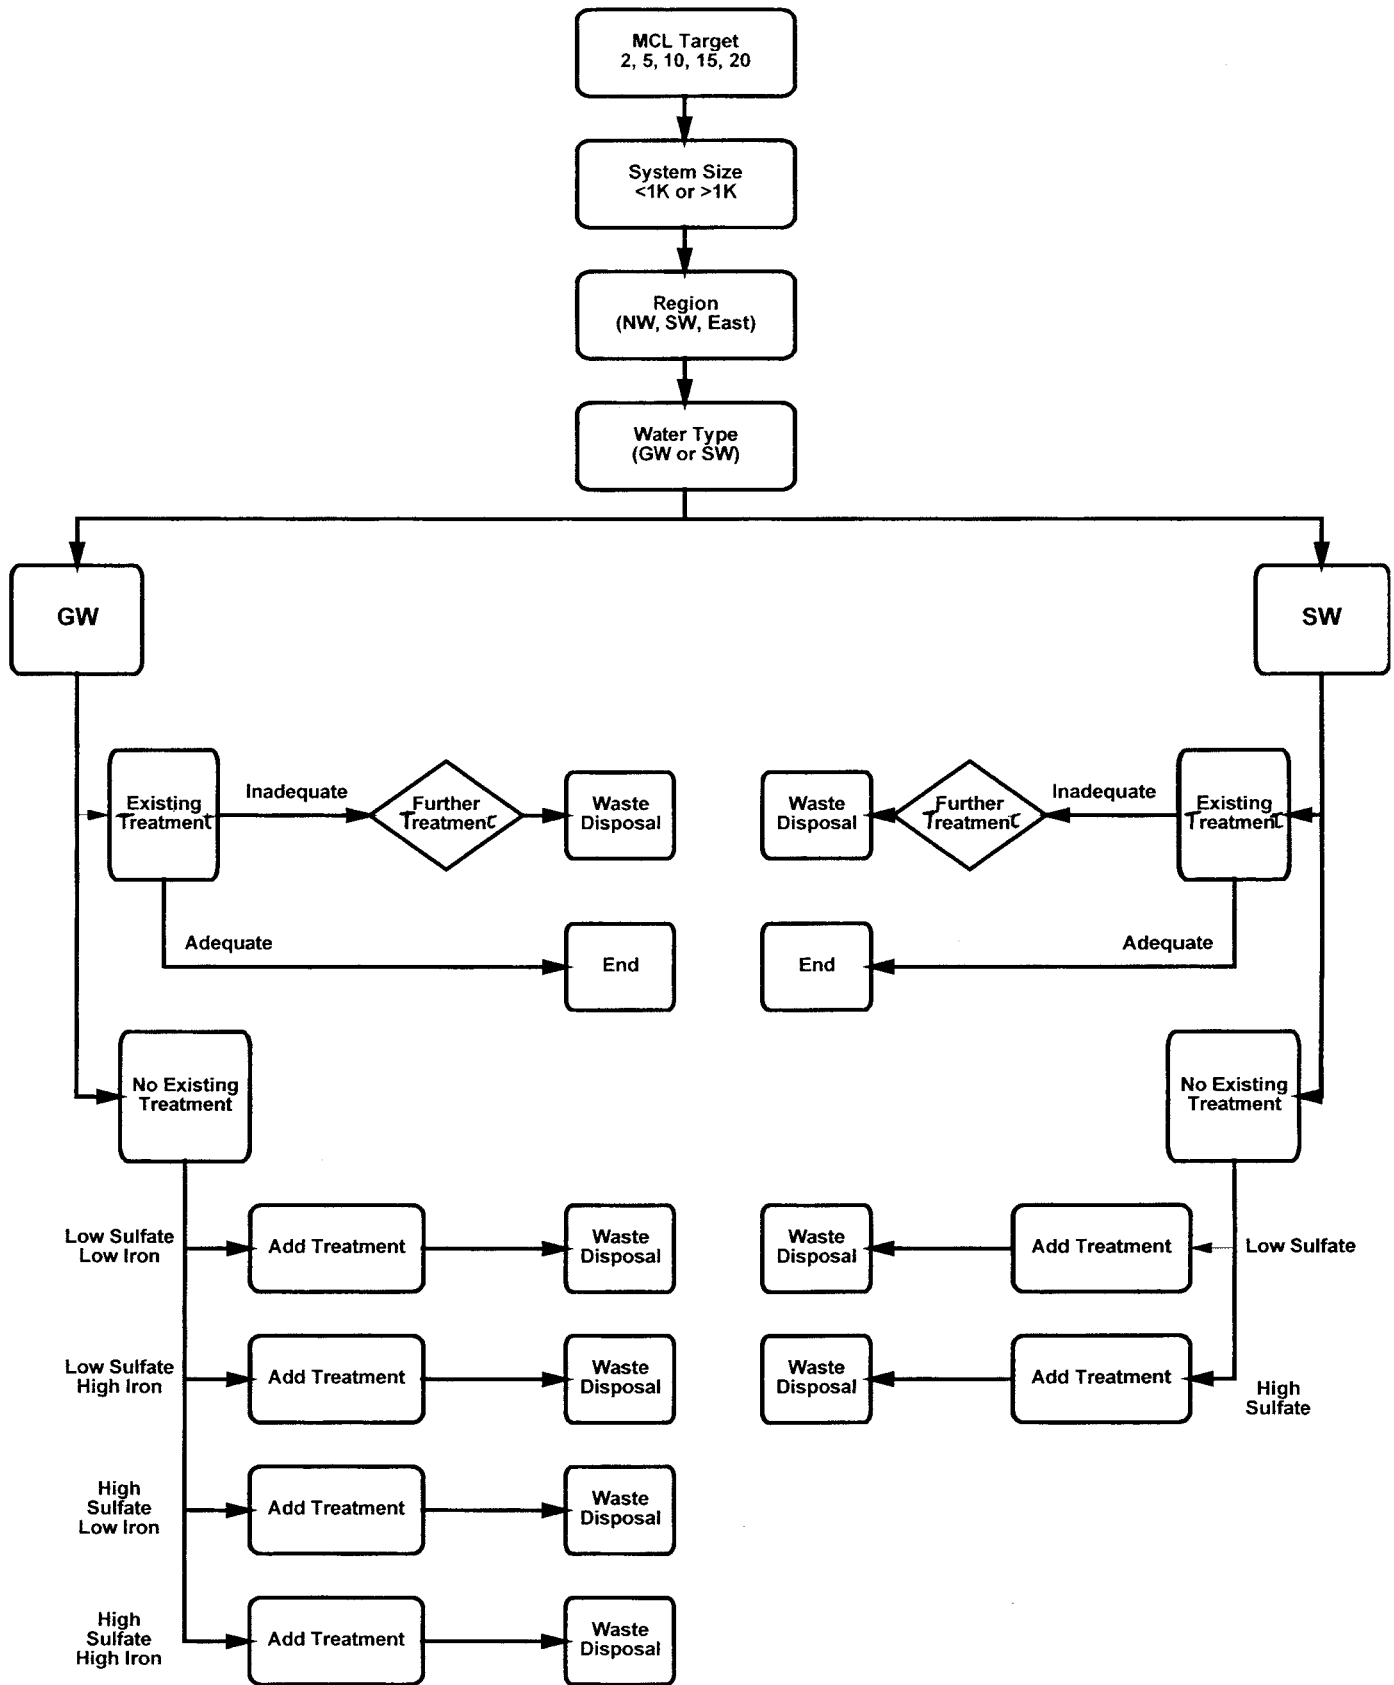 MCL Target
2, 5, 10, 15, 20
System Size
<1K or >1K
Region
(NW, SW, East)
Water Type
(GW or SW)
GW
SW
Existing
Treatment
Inadequate
Further
Treatment
Waste
Disposal
Waste
Disposal
Further
Treatment
Inadequate
Existing
Treatment
Adequate
End
End
Adequate
No Existing
Treatment
No Existing
Treatment
Low Sulfate
Low Iron
Add Treatment
Waste
Disposal
Waste
Disposal
Add Treatment
Low Sulfate
Low Sulfate
High Iron
Add Treatment
Waste
Disposal
Waste
Disposal
Add Treatment
High
Sulfate
High
Sulfate
Low Iron
Add Treatment
Waste
Disposal
High
Sulfate
High Iron
Add Treatment
Waste
Disposal